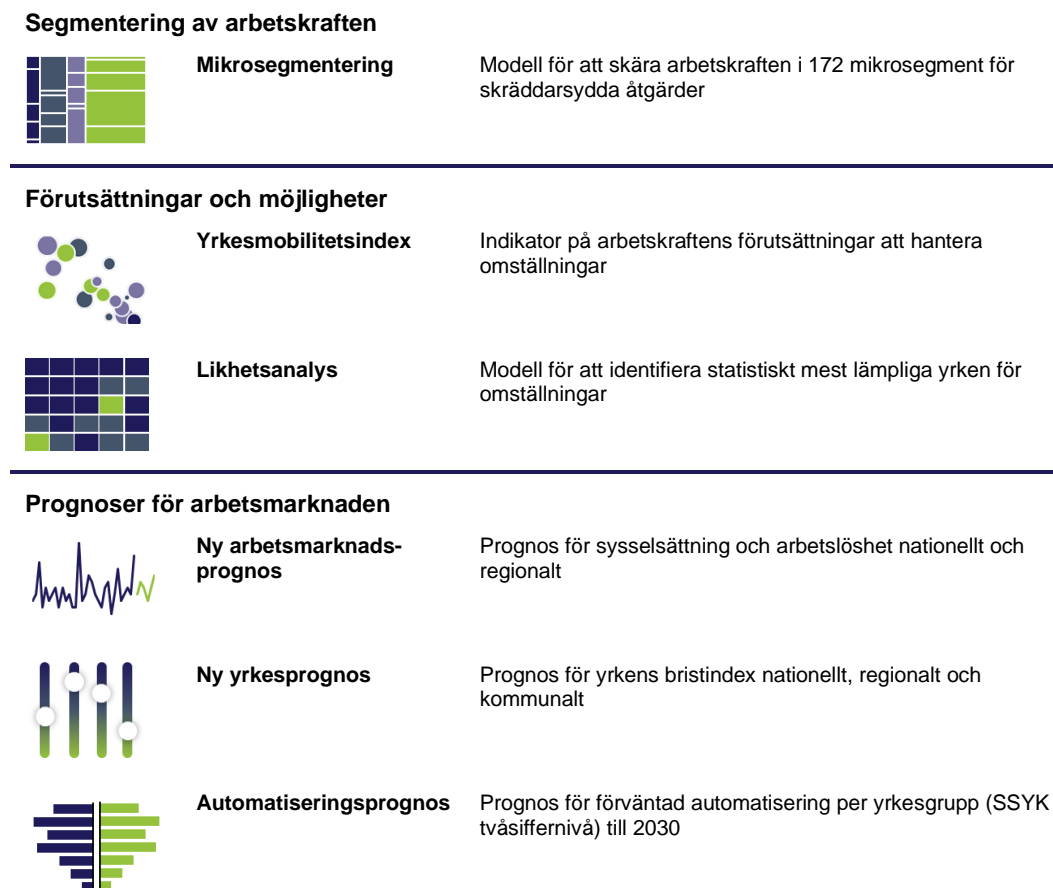 Segmentering av arbetskraften
Mikrosegmentering
Modell för att skära arbetskraften i 172 mikrosegment för
skräddarsydda åtgärder
Förutsättningar och möjligheter
Yrkesmobilitetsindex
Indikator på arbetskraftens förutsättningar att hantera
omställningar
Likhetsanalys
Modell för att identifiera statistiskt mest lämpliga yrken för
omställningar
Prognoser för arbetsmarknaden
Ny arbetsmarknads-
prognos
Prognos för sysselsättning och arbetslöshet nationellt och
regionalt
Ny yrkesprognos
Prognos för yrkens bristindex nationellt, regionalt och
kommunalt
Automatiseringsprognos
Prognos för förväntad automatisering per yrkesgrupp (SSYK
tvåsiffernivå) till 2030